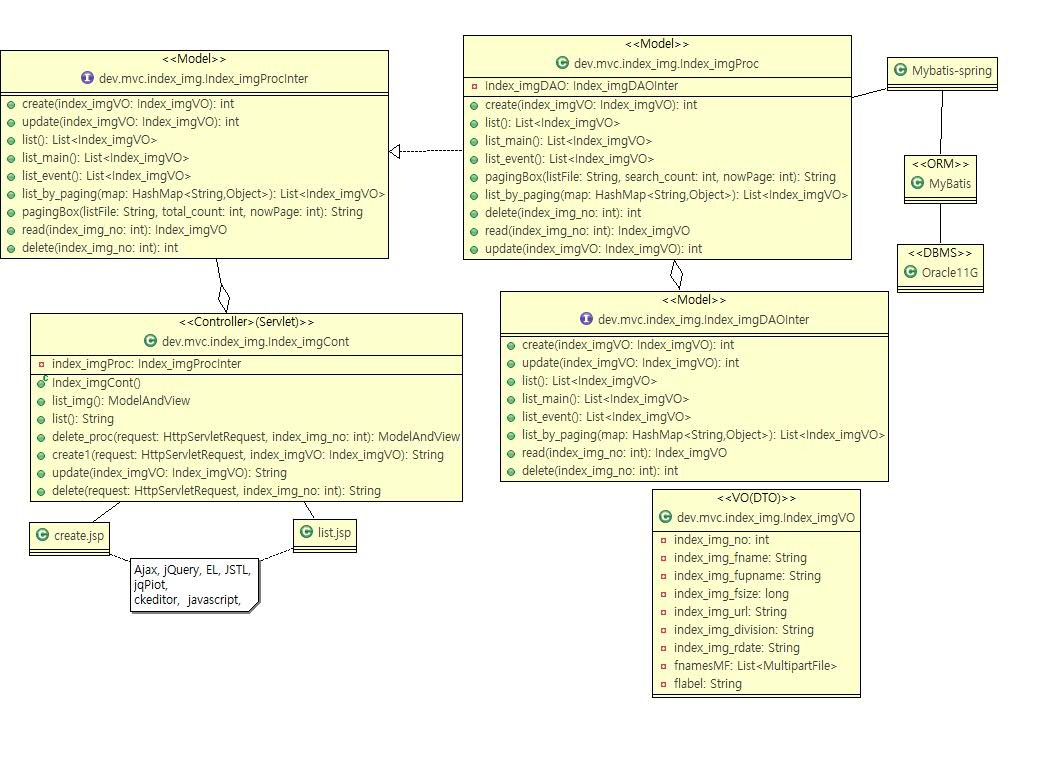 <<Model>>
dev.mvc.index_img.Index_imgProcInter
create(index_imgVO: Index_imgVO): int
update(index_imgVO: Index_imgVO): int
list(): List<Index_imgVO>
list_main(): List<Index_imgVO>
list_event(): List<Index_imgVO>
list_by_paging(map: HashMap<String,Object>): List<Index_imgVO>
pagingBox(listFile: String, total_count: int, nowPage: int): String
read(index_img_no: int): Index_imgVO
delete(index_img_no: int): int
<<Model>>
dev.mvc.index_img.Index_imgProc
Index_imgDAO: Index_imgDAOInter
create(index_imgVO: Index_imgVO): int
list(): List<Index_imgVO>
list_main(): List<Index_imgVO>
list_event(): List<Index_imgVO>
pagingBox(listFile: String, search_count: int, nowPage: int): String
list_by_paging(map: HashMap<String,Object>): List<Index_imgVO>
delete(index_img_no: int): int
read(index_img_no: int): Index_imgVO
update(index_imgVO: Index_imgVO): int
Mybatis-spring
<<ORM>>
MyBatis
<<DBMS>>
Oracle11G
<<Controller>(Servlet)>>
dev.mvc.index_img.Index_imgCont
index_imgProc: Index_imgProcInter
Index_imgCont()
list_img(): ModelAndView
list(): String
delete_proc(request: HttpServletRequest, index_img_no: int): ModelAndView
create1(request: HttpServletRequest, index_imgVO: Index_imgVO): String
update(index_imgVO: Index_imgVO): String
delete(request: HttpServletRequest, index_img_no: int): String
<<Model>>
dev.mvc.index_img.Index_imgDAOInter
create(index_imgVO: Index_imgVO): int
update(index_imgVO: Index_imgVO): int
list(): List<Index_imgVO>
list_main(): List<Index_imgVO>
list_event(): List<Index_imgVO>
list_by_paging(map: HashMap<String,Object>): List<Index_imgVO>
read(index_img_no: int): Index_imgVO
delete(index_img_no: int): int
create.jsp
list.jsp
Ajax, jQuery, EL, JSTL,
jqPiot,
ckeditor, javascript,
<<VO(DTO)>>
dev.mvc.index_img.Index_imgVO
index_img_no: int
index_img_fname: String
index_img_fupname: String
index_img_fsize: long
index_img_url: String
index_img_division: String
index_img_rdate: String
fnamesMF: List<MultipartFile>
flabel: String